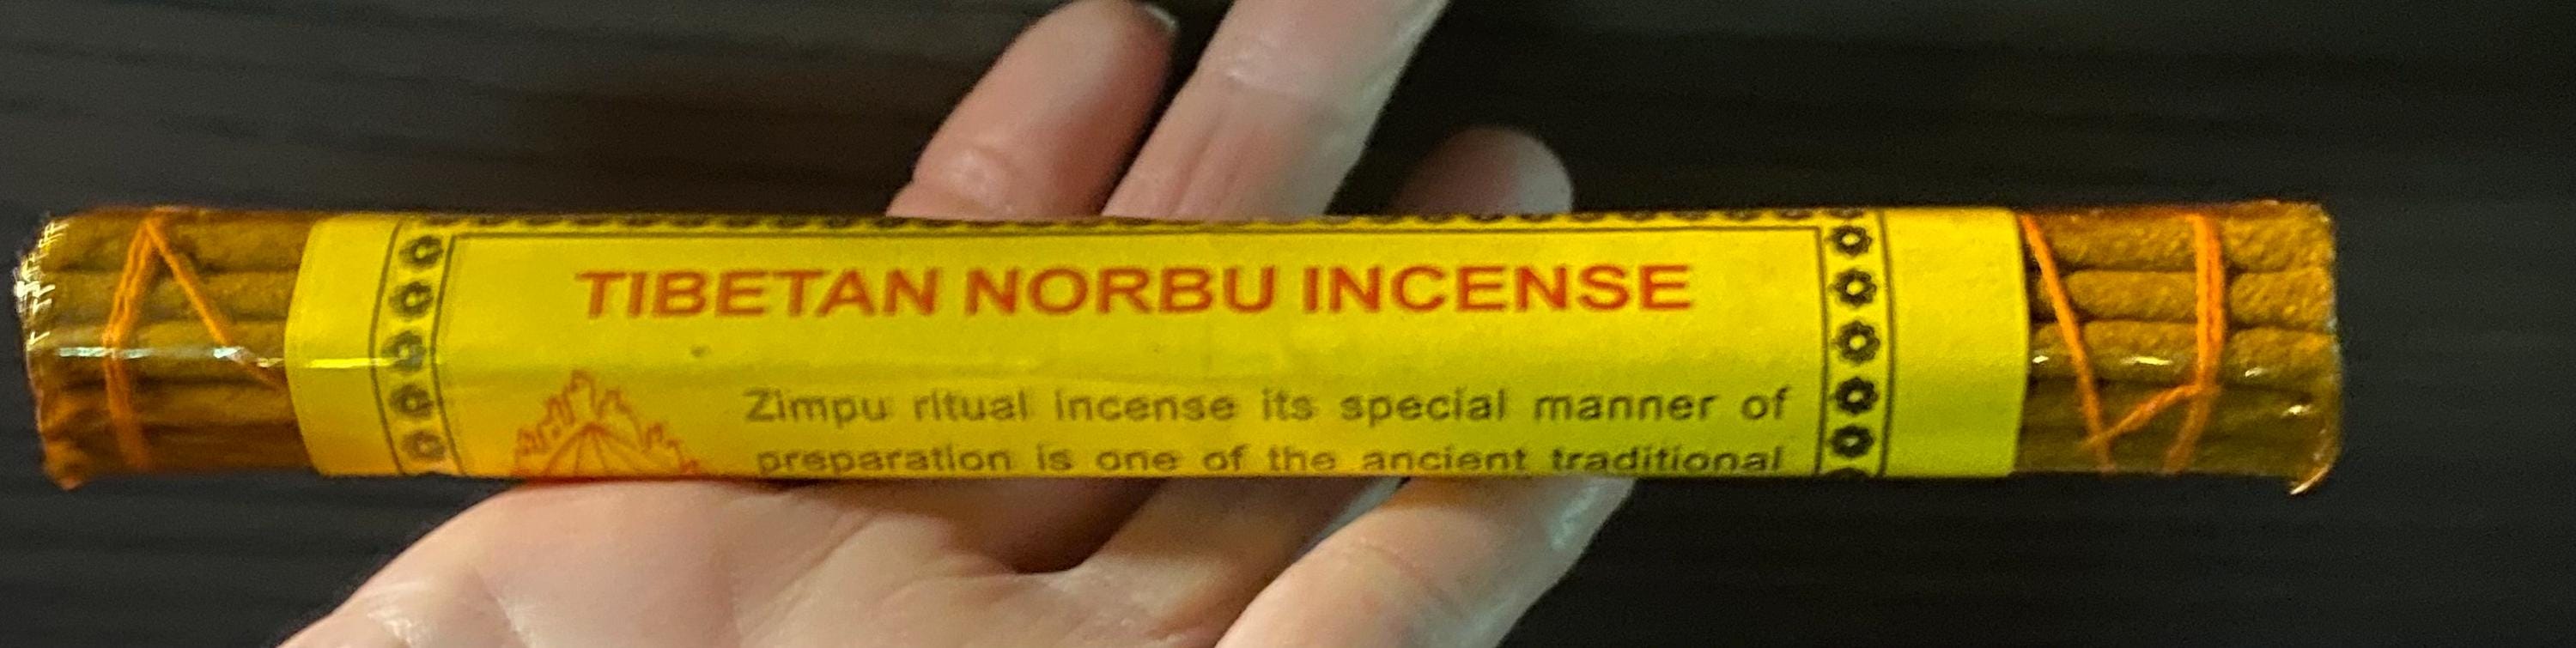 TIBETAN NORBU INCENSE
Zimpu ritual incense its special manner of
preparation is one of the ancient traditional